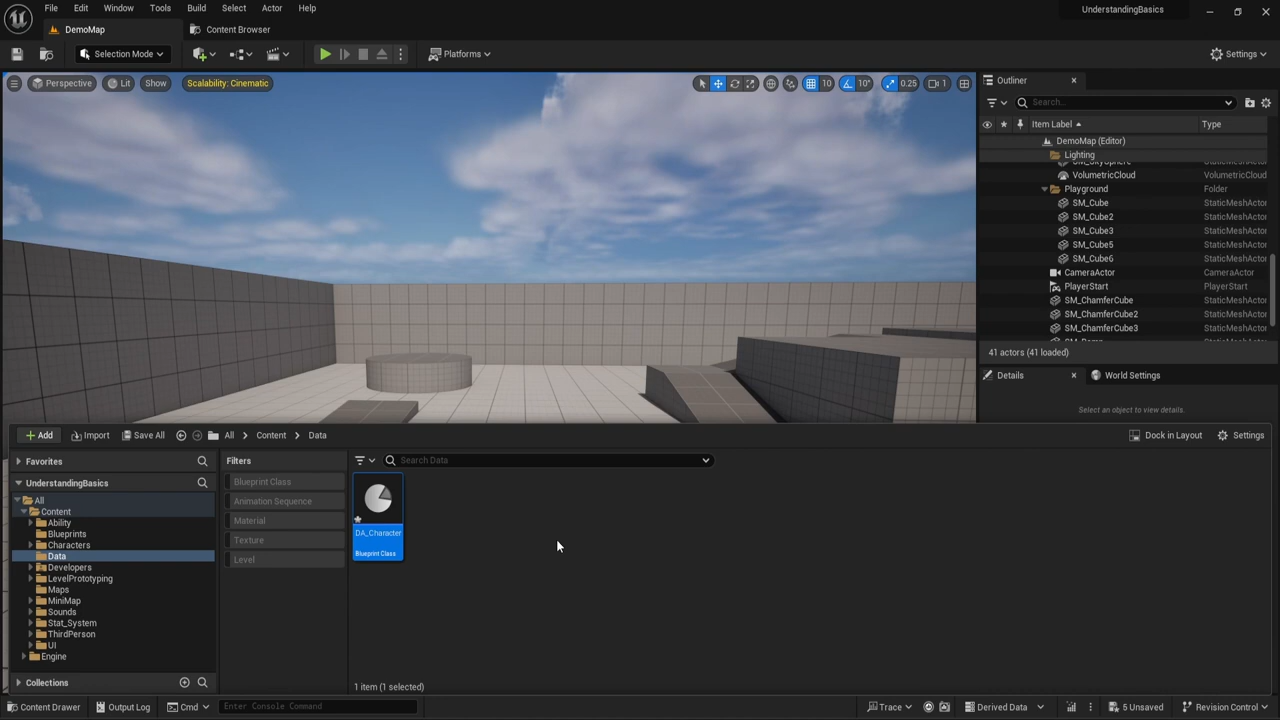 File Edit Window Tools Build Select Actor Help
UnderstandingBasics
DemoMap
Content Browser
Selection Mode
Platforms
Settings
Perspective
Lit
Show
Scalability: Cinematic
10
10°
0.25
1
Outliner
Search...
Item Label
Type
DemoMap (Editor)
Lighting
VolumetricCloud VolumetricCloud
Playground Folder
SM_Cube StaticMeshActor
SM_Cube2 StaticMeshActor
SM_Cube3 StaticMeshActor
SM_Cube5 StaticMeshActor
SM_Cube6 StaticMeshActor
CameraActor CameraActor
PlayerStart PlayerStart
SM_ChamferCube StaticMeshActor
SM_ChamferCube2 StaticMeshActor
SM_ChamferCube3 StaticMeshActor
41 actors (41 loaded)
Details
World Settings
Select an object to view details.
Add
Import
Save All
All > Content > Data
Dock in Layout
Settings
Favorites
UnderstandingBasics
All
Content
Ability
Blueprints
Characters
Data
Developers
LevelPrototyping
Maps
MiniMap
Sounds
Stat_System
ThirdPerson
UI
Engine
Collections
Filters
Blueprint Class
Animation Sequence
Material
Texture
Level
Search Data
DA_Character
Blueprint Class
1 item (1 selected)
Content Drawer
Output Log
Cmd
Enter Console Command
Trace
Derived Data
5 Unsaved
Revision Control